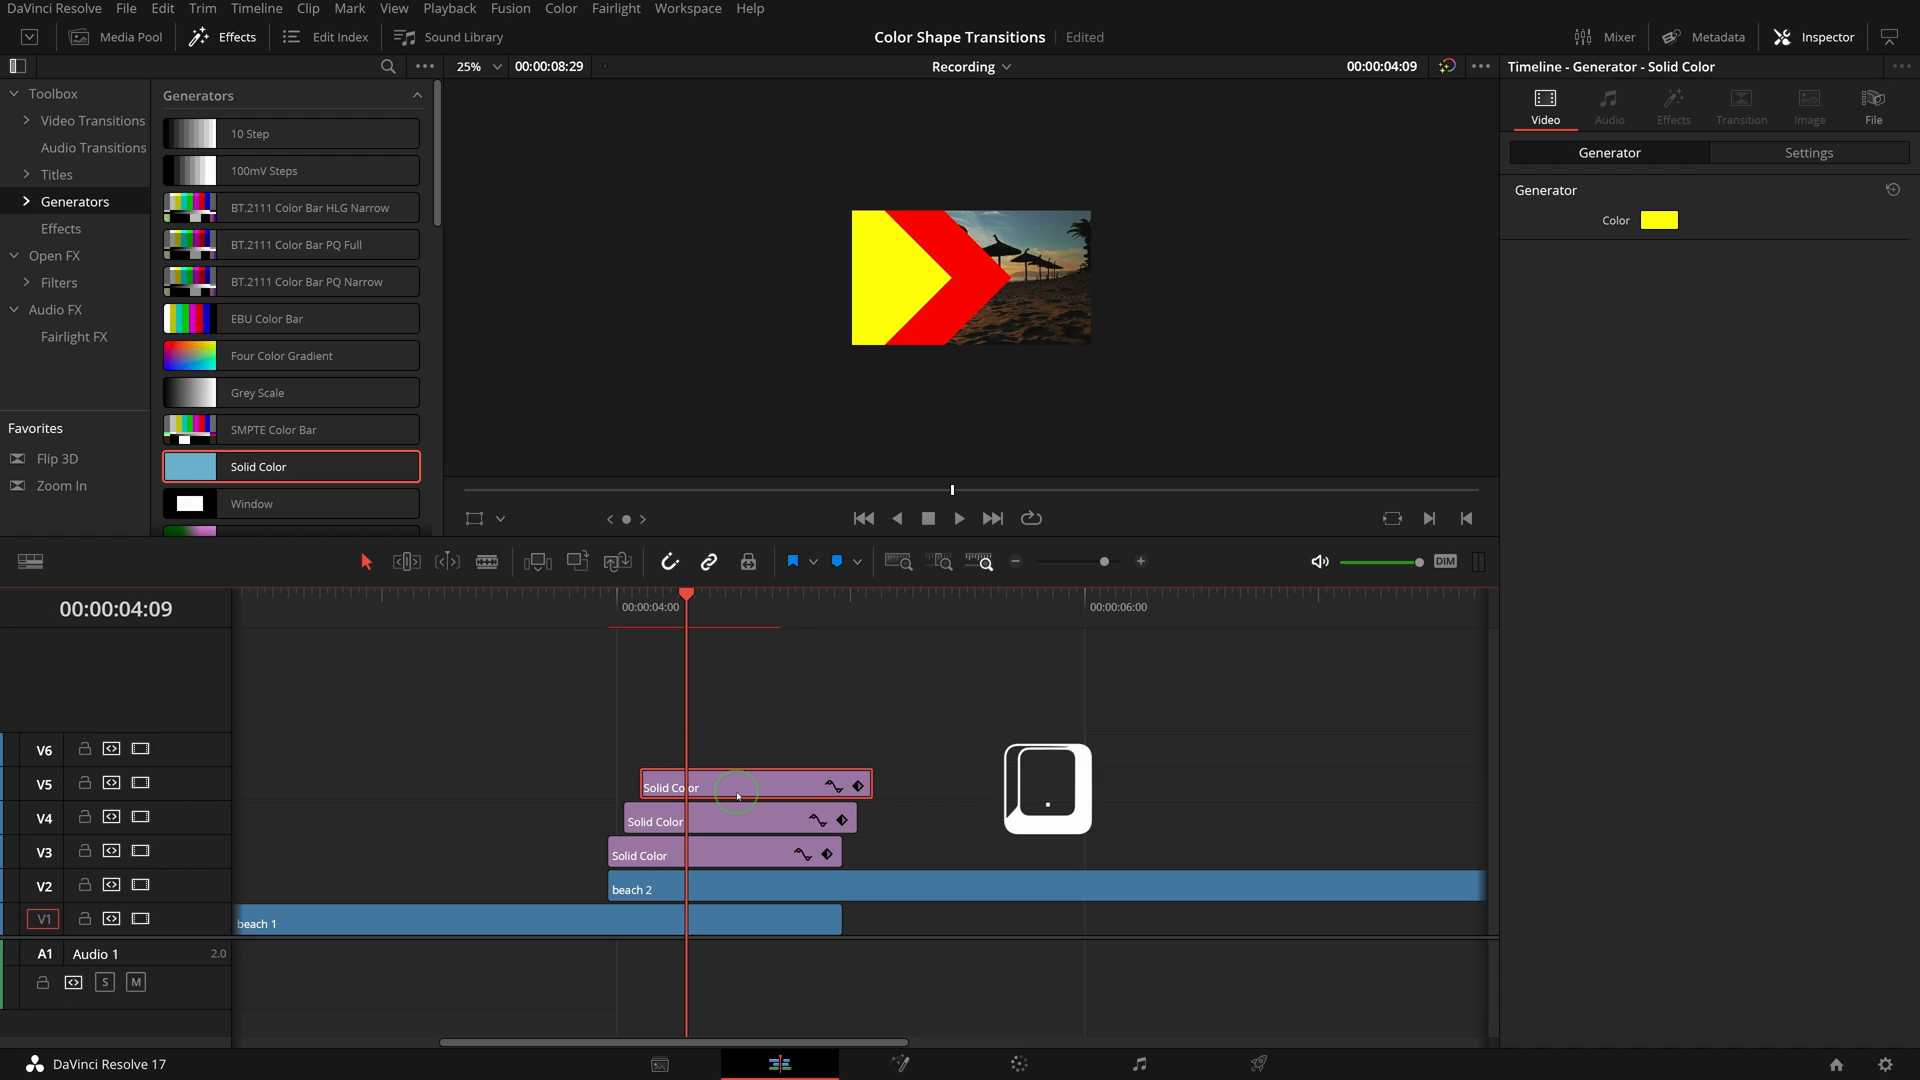 DaVinci Resolve File Edit Trim Timeline Clip Mark View Playback Fusion Color Fairlight Workspace Help
Media Pool Effects Edit Index Sound Library Color Shape Transitions Edited Mixer Metadata Inspector
25% 00:00:08:29 Recording 00:00:04:09 Timeline - Generator - Solid Color
Toolbox
Video Transitions
Audio Transitions
Titles
Generators
Effects
Open FX
Filters
Audio FX
Fairlight FX
Favorites
Flip 3D
Zoom In
Generators
10 Step
100mV Steps
BT.2111 Color Bar HLG Narrow
BT.2111 Color Bar PQ Full
BT.2111 Color Bar PQ Narrow
EBU Color Bar
Four Color Gradient
Grey Scale
SMPTE Color Bar
Solid Color
Window
Video Audio Effects Transition Image File
Generator Settings
Generator
Color
DIM
00:00:04:09
00:00:04:00 00:00:06:00
V6
V5 Solid Color
V4 Solid Color
V3 Solid Color
V2 beach 2
V1 beach 1
A1 Audio 1 2.0
S M
.
DaVinci Resolve 17